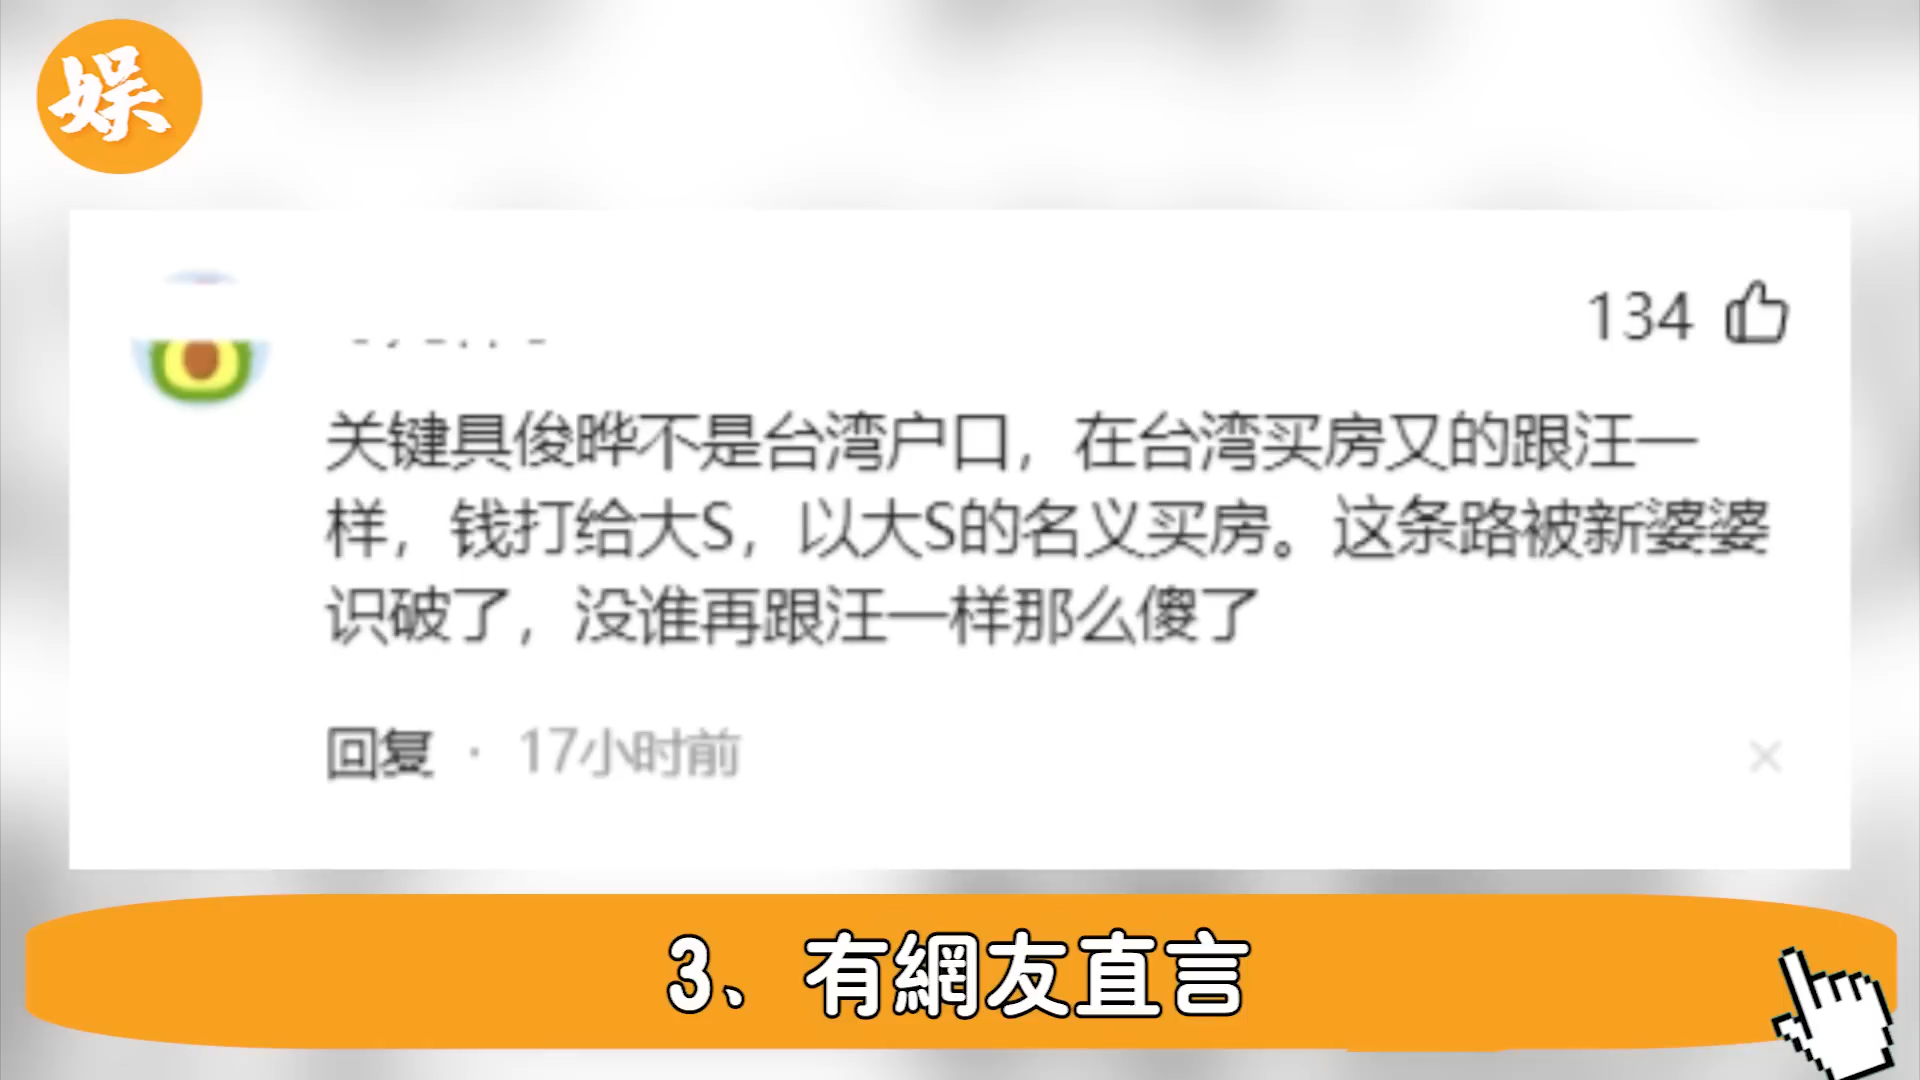 娱
134
关键具俊晔不是台湾户口，在台湾买房又的跟汪一
样，钱打给大S，以大S的名义买房。这条路被新婆婆
识破了，没谁再跟汪一样那么傻了
回复 · 17小时前
3、有網友直言